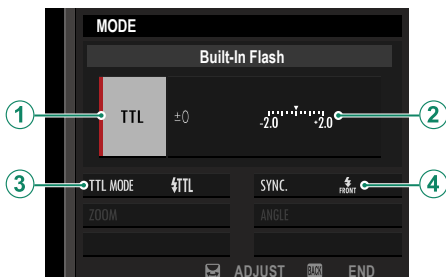 MODE
Built-In Flash
1 TTL ±0 -2.0 +2.0 2
3 TTL MODE TTL SYNC. FRONT 4
ZOOM ANGLE
ADJUST BACK END